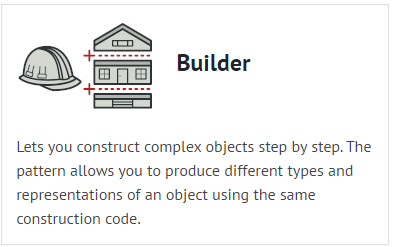 Builder
Lets you construct complex objects step by step. The
pattern allows you to produce different types and
representations of an object using the same
construction code.